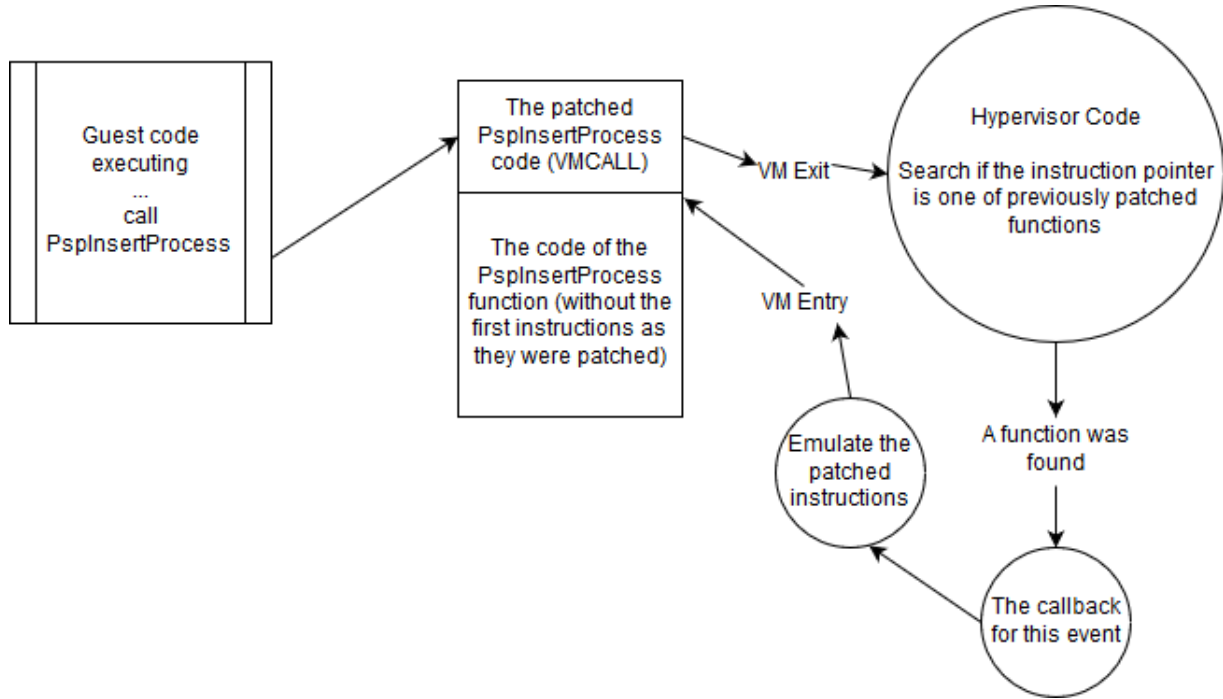 Guest code
executing
...
call
PspInsertProcess
The patched
PspInsertProcess
code (VMCALL)
The code of the
PspInsertProcess
function (without the
first instructions as
they were patched)
VM Exit
Hypervisor Code
Search if the instruction pointer
is one of previously patched
functions
A function was
found
The callback
for this event
Emulate the
patched
instructions
VM Entry